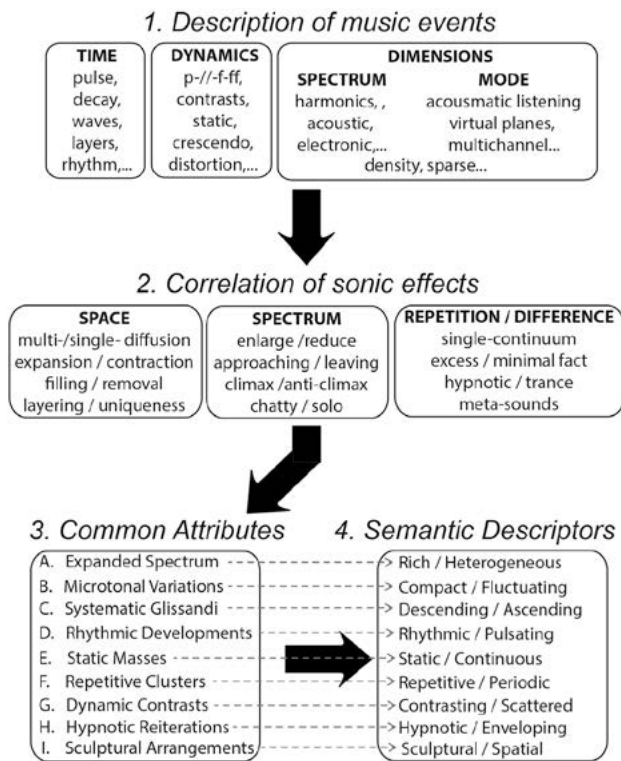 1. Description of music events
TIME
pulse,
decay,
waves,
layers,
rhythm,...
DYNAMICS
p-//-f-ff,
contrasts,
static,
crescendo,
distortion,...
DIMENSIONS
SPECTRUM
harmonics, ,
acoustic,
electronic,...
MODE
acousmatic listening
virtual planes,
multichannel...
density, sparse...
2. Correlation of sonic effects
SPACE
multi-/single- diffusion
expansion / contraction
filling / removal
layering / uniqueness
SPECTRUM
enlarge /reduce
approaching / leaving
climax /anti-climax
chatty / solo
REPETITION / DIFFERENCE
single-continuum
excess / minimal fact
hypnotic / trance
meta-sounds
3. Common Attributes
A. Expanded Spectrum
B. Microtonal Variations
C. Systematic Glissandi
D. Rhythmic Developments
E. Static Masses
F. Repetitive Clusters
G. Dynamic Contrasts
H. Hypnotic Reiterations
I. Sculptural Arrangements
4. Semantic Descriptors
Rich / Heterogeneous
Compact / Fluctuating
Descending / Ascending
Rhythmic / Pulsating
Static / Continuous
Repetitive / Periodic
Contrasting / Scattered
Hypnotic / Enveloping
Sculptural / Spatial